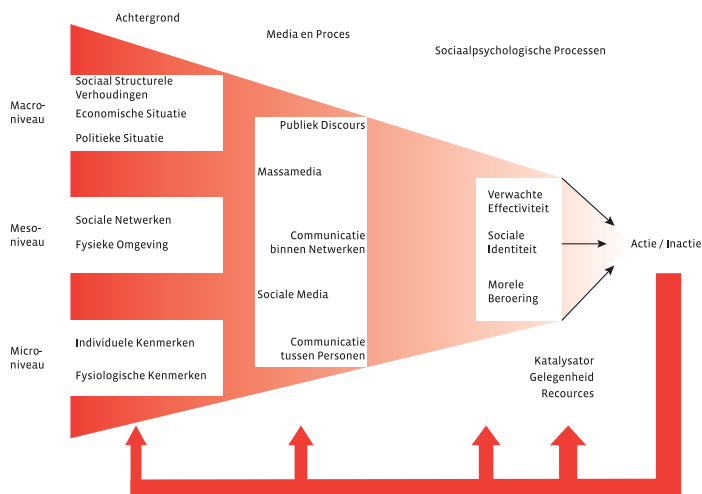 Achtergrond
Media en Proces
Sociaalpsychologische Processen
Macro-
niveau
Sociaal Structurele
Verhoudingen
Economische Situatie
Politieke Situatie
Meso-
niveau
Sociale Netwerken
Fysieke Omgeving
Micro-
niveau
Individuele Kenmerken
Fysiologische Kenmerken
Publiek Discours
Massamedia
Communicatie
binnen Netwerken
Sociale Media
Communicatie
tussen Personen
Verwachte
Effectiviteit
Sociale
Identiteit
Morele
Beroering
Actie / Inactie
Katalysator
Gelegenheid
Recources